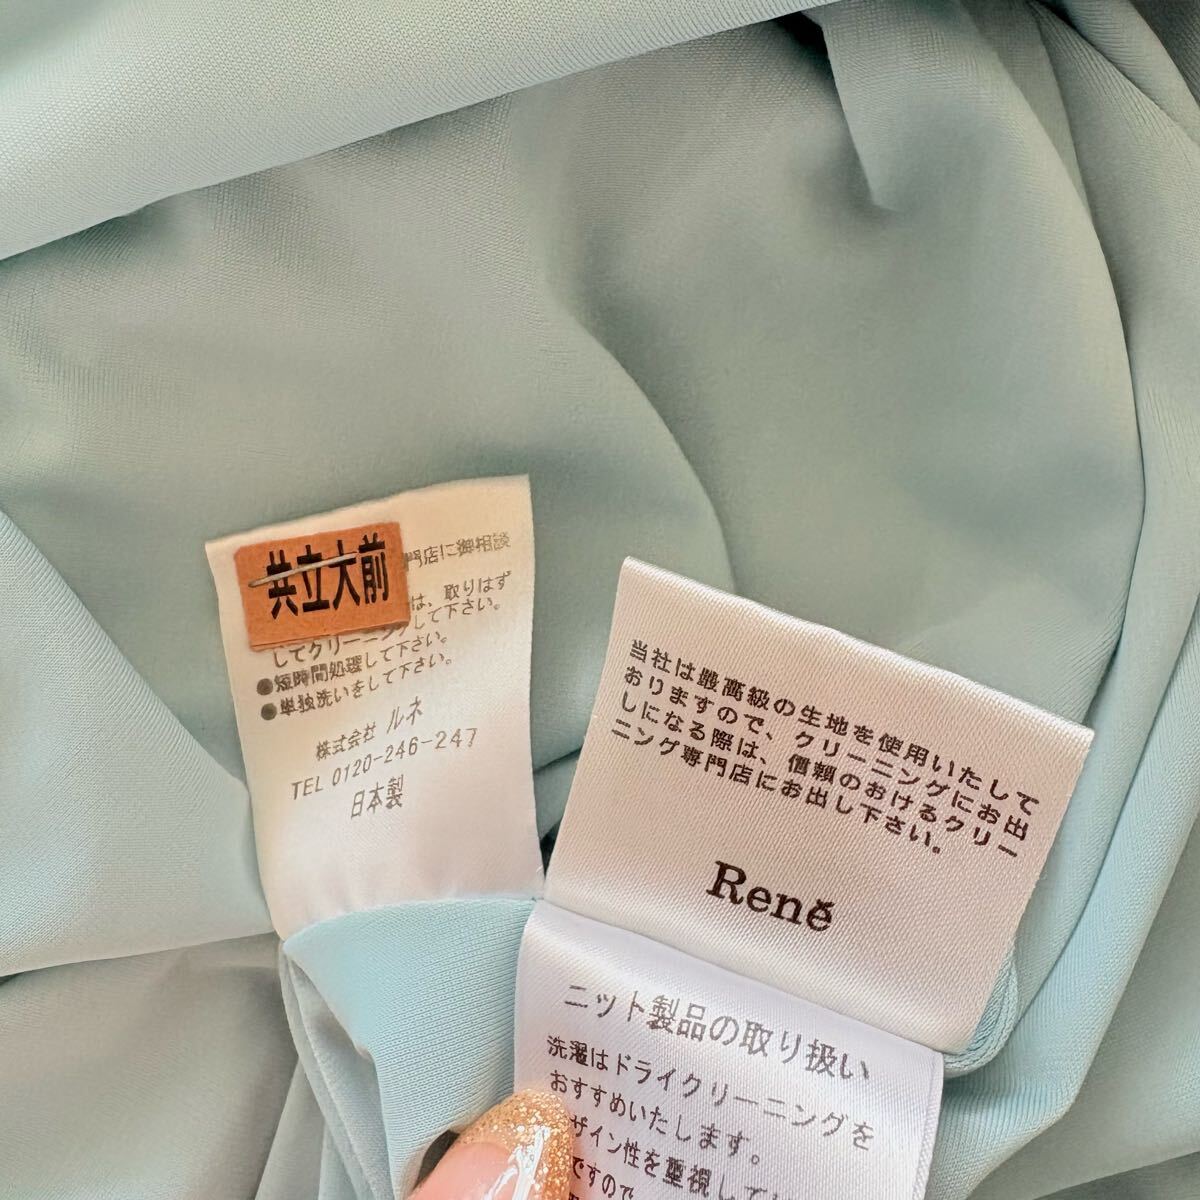 共立大前
門店に御相談
は、取りはず
してクリーニングして下さい。
●短時間処理して下さい。
●単独洗いをして下さい。
株式会社 ルネ
TEL 0120-246-247
日本製
当社は最高級の生地を使用いたして
おりますので、クリーニングにお出
しになる際は、信頼のおけるクリー
ニング専門店にお出し下さい。
René
ニット製品の取り扱い
洗濯はドライクリーニングを
おすすめいたします。
ザイン性を重視して
ですので